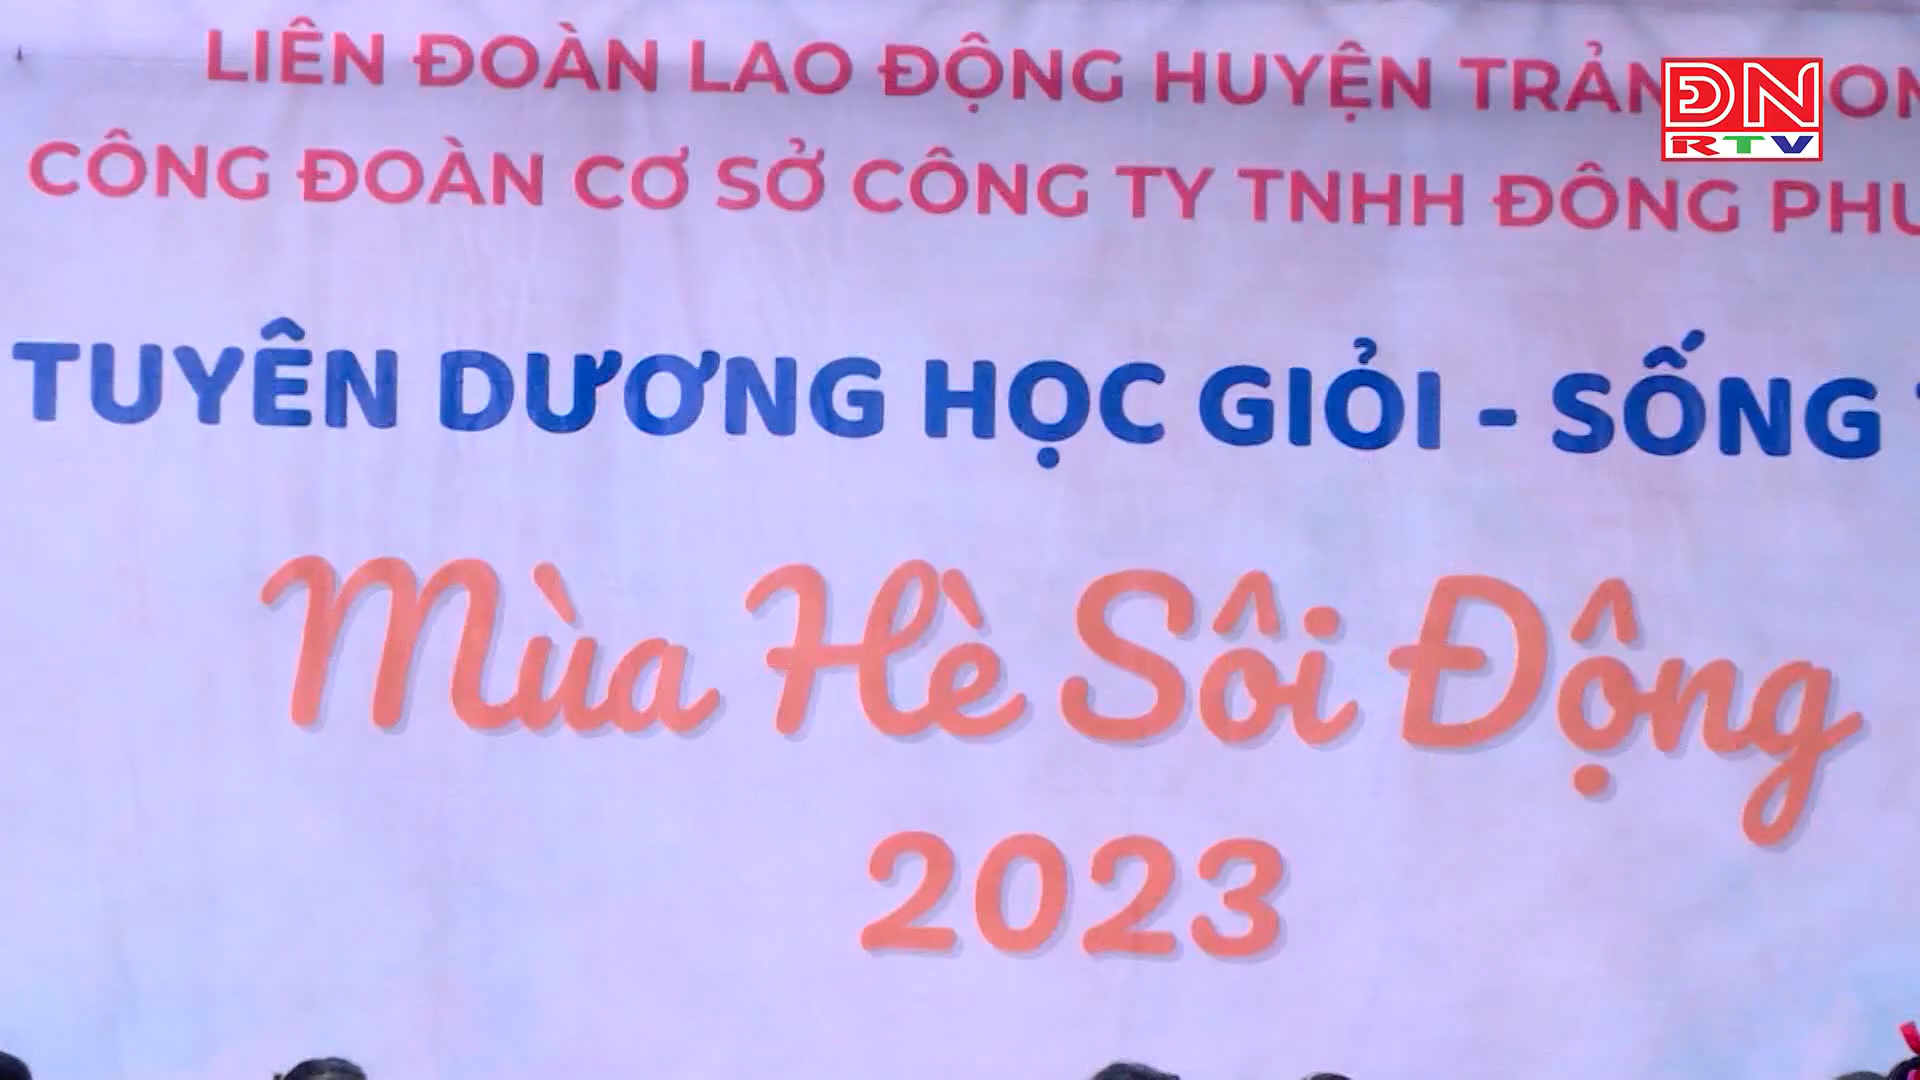 LIÊN ĐOÀN LAO ĐỘNG HUYỆN
CÔNG ĐOÀN CƠ SỞ CÔNG TY TNHH ĐÔNG
TUYÊN DƯƠNG HỌC GIỎI - SỐNG
Mùa Hè Sôi Động
2023
ĐN
RTV